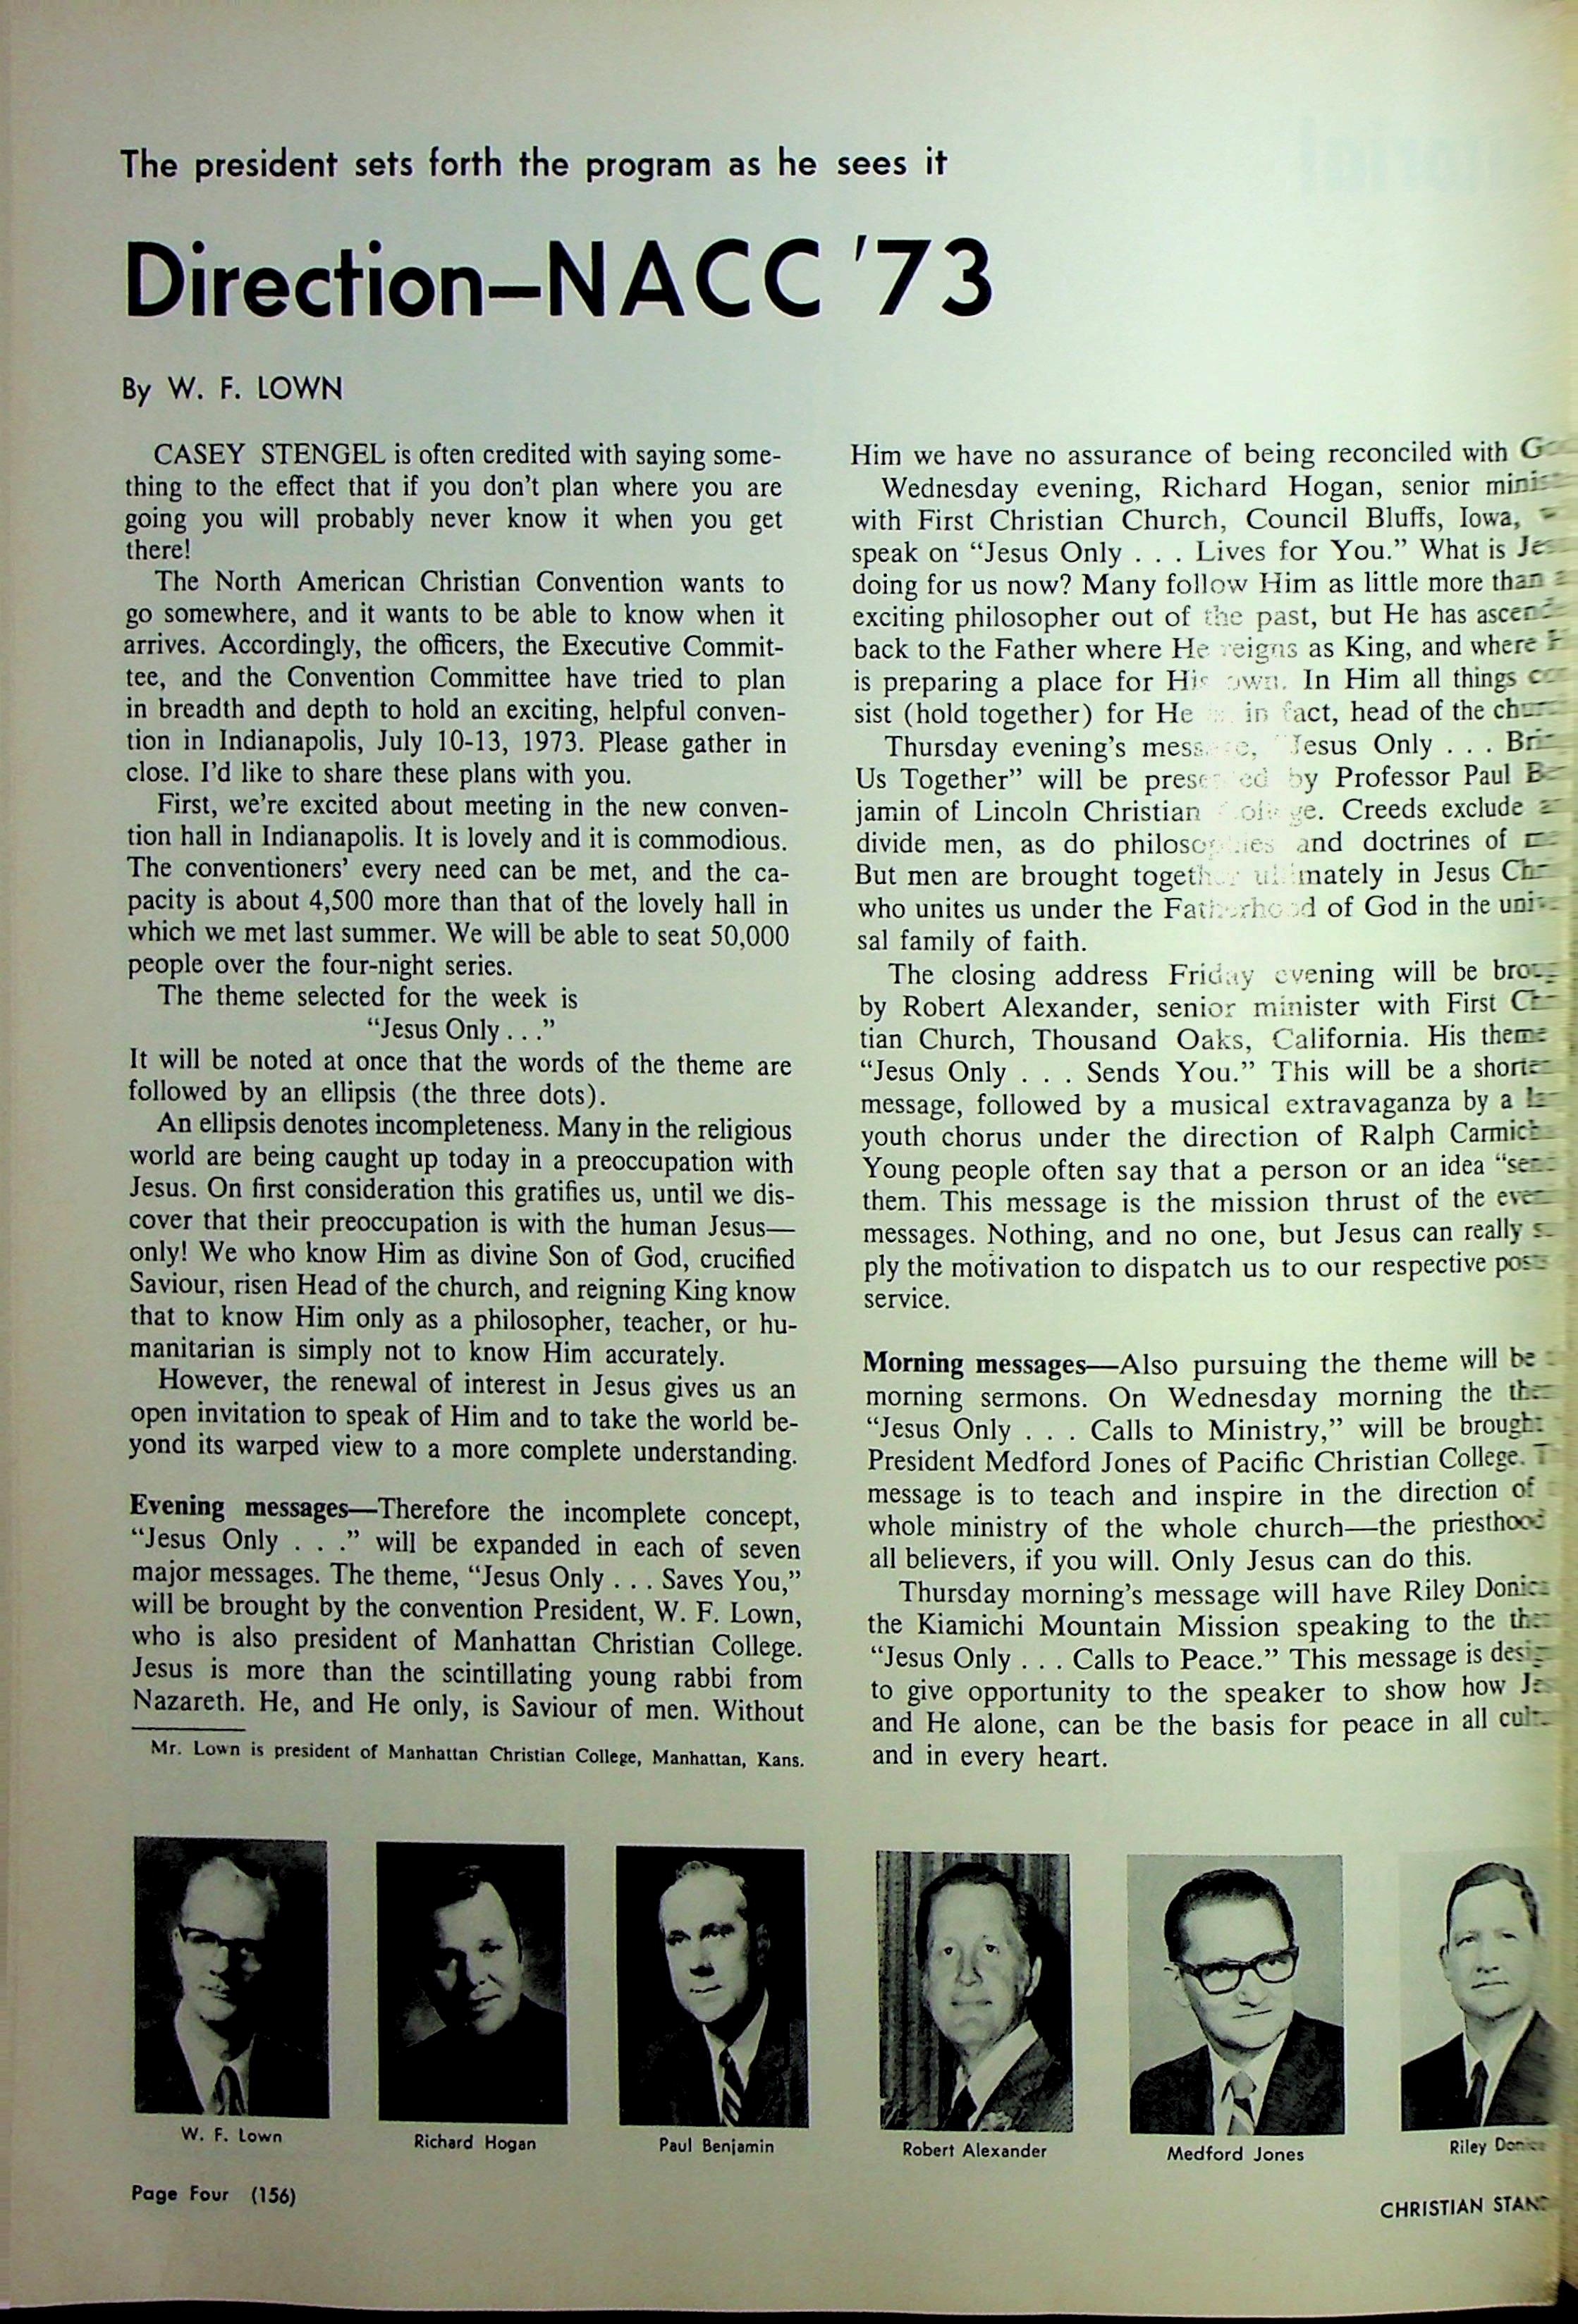 The president sets forth the program as he sees it
Direction—NACC '73
By W. F. LOWN
CASEY STENGEL is often credited with saying some-
thing to the effect that if you don't plan where you are
going you will probably never know it when you get
there!
The North American Christian Convention wants to
go somewhere, and it wants to be able to know when it
arrives. Accordingly, the officers, the Executive Commit-
tee, and the Convention Committee have tried to plan
in breadth and depth to hold an exciting, helpful conven-
tion in Indianapolis, July 10-13, 1973. Please gather in
close. I'd like to share these plans with you.
First, we're excited about meeting in the new conven-
tion hall in Indianapolis. It is lovely and it is commodious.
The conventioners' every need can be met, and the ca-
pacity is about 4,500 more than that of the lovely hall in
which we met last summer. We will be able to seat 50,000
people over the four-night series.
The theme selected for the week is
“Jesus Only . . .”
It will be noted at once that the words of the theme are
followed by an ellipsis (the three dots).
An ellipsis denotes incompleteness. Many in the religious
world are being caught up today in a preoccupation with
Jesus. On first consideration this gratifies us, until we dis-
cover that their preoccupation is with the human Jesus—
only! We who know Him as divine Son of God, crucified
Saviour, risen Head of the church, and reigning King know
that to know Him only as a philosopher, teacher, or hu-
manitarian is simply not to know Him accurately.
However, the renewal of interest in Jesus gives us an
open invitation to speak of Him and to take the world be-
yond its warped view to a more complete understanding.
Evening messages—Therefore the incomplete concept,
“Jesus Only . . .” will be expanded in each of seven
major messages. The theme, “Jesus Only . . . Saves You,”
will be brought by the convention President, W. F. Lown,
who is also president of Manhattan Christian College.
Jesus is more than the scintillating young rabbi from
Nazareth. He, and He only, is Saviour of men. Without
Mr. Lown is president of Manhattan Christian College, Manhattan, Kans.
Him we have no assurance of being reconciled with
Wednesday evening, Richard Hogan, senior
with First Christian Church, Council Bluffs, Iowa,
speak on “Jesus Only . . . Lives for You.” What is
doing for us now? Many follow Him as little more than
exciting philosopher out of the past, but He has
back to the Father where He reigns as King, and where
is preparing a place for His own. In Him all things
sist (hold together) for He in fact, head of the
Thursday evening's message, “Jesus Only . . .
Us Together” will be presented by Professor Paul
jamin of Lincoln Christian College. Creeds exclude
divide men, as do philosophies and doctrines of
But men are brought together ultimately in Jesus
who unites us under the Fatherhood of God in the
sal family of faith.
The closing address Friday evening will be
by Robert Alexander, senior minister with First
tian Church, Thousand Oaks, California. His theme
“Jesus Only . . . Sends You.” This will be a
message, followed by a musical extravaganza by a
youth chorus under the direction of Ralph
Young people often say that a person or an idea
them. This message is the mission thrust of the
messages. Nothing, and no one, but Jesus can really
ply the motivation to dispatch us to our respective
service.
Morning messages—Also pursuing the theme will be
morning sermons. On Wednesday morning the
“Jesus Only . . . Calls to Ministry,” will be brought
President Medford Jones of Pacific Christian College.
message is to teach and inspire in the direction of
whole ministry of the whole church—the priesthood
all believers, if you will. Only Jesus can do this.
Thursday morning's message will have Riley
the Kiamichi Mountain Mission speaking to the
“Jesus Only . . . Calls to Peace.” This message is
to give opportunity to the speaker to show how
and He alone, can be the basis for peace in all
and in every heart.
W. F. Lown
Richard Hogan
Paul Benjamin
Robert Alexander
Medford Jones
Riley
Page Four (156)
CHRISTIAN